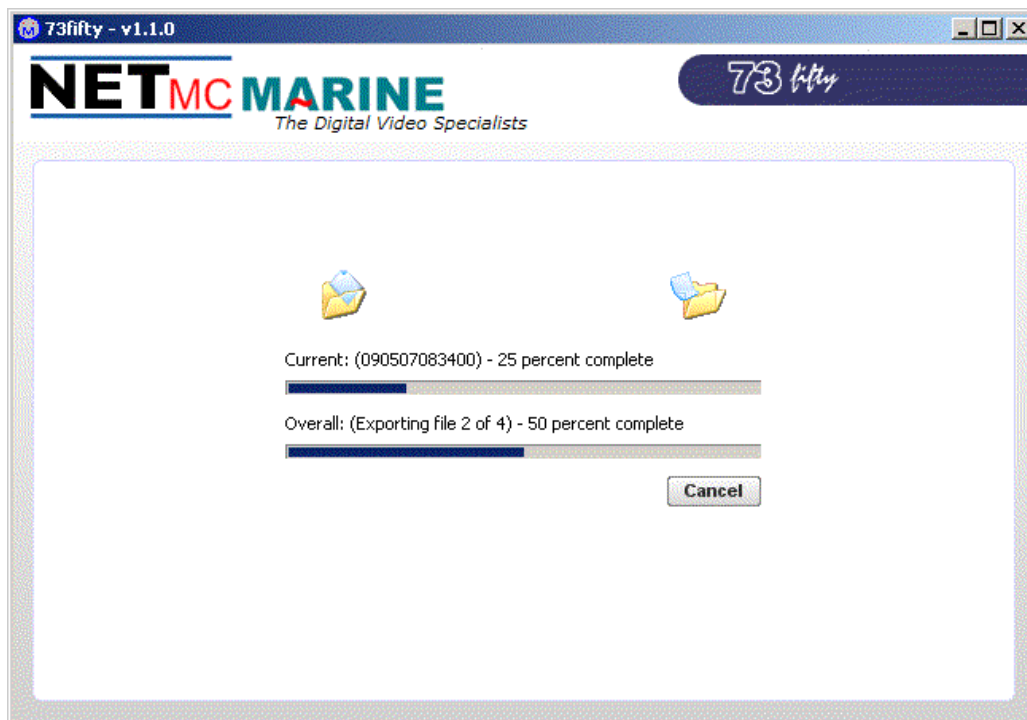 73fifty - v1.1.0
NETMC MARINE
The Digital Video Specialists
73 fifty
Current: (090507083400) - 25 percent complete
Overall: (Exporting file 2 of 4) - 50 percent complete
Cancel